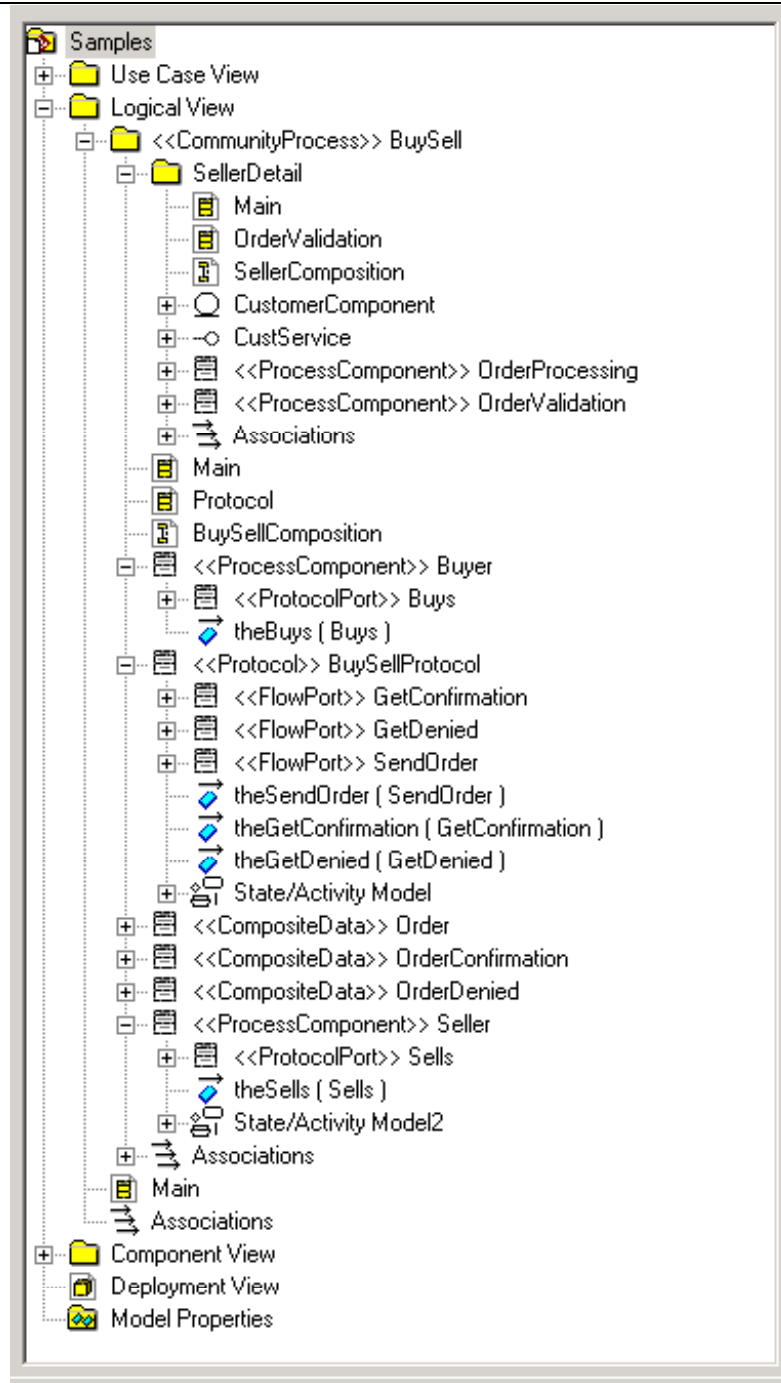 Samples
Use Case View
Logical View
<<CommunityProcess>> BuySell
SellerDetail
Main
OrderValidation
SellerComposition
CustomerComponent
CustService
<<ProcessComponent>> OrderProcessing
<<ProcessComponent>> OrderValidation
Associations
Main
Protocol
BuySellComposition
<<ProcessComponent>> Buyer
<<ProtocolPort>> Buys
theBuys ( Buys )
<<Protocol>> BuySellProtocol
<<FlowPort>> GetConfirmation
<<FlowPort>> GetDenied
<<FlowPort>> SendOrder
theSendOrder ( SendOrder )
theGetConfirmation ( GetConfirmation )
theGetDenied ( GetDenied )
State/Activity Model
<<CompositeData>> Order
<<CompositeData>> OrderConfirmation
<<CompositeData>> OrderDenied
<<ProcessComponent>> Seller
<<ProtocolPort>> Sells
theSells ( Sells )
State/Activity Model2
Associations
Main
Associations
Component View
Deployment View
Model Properties